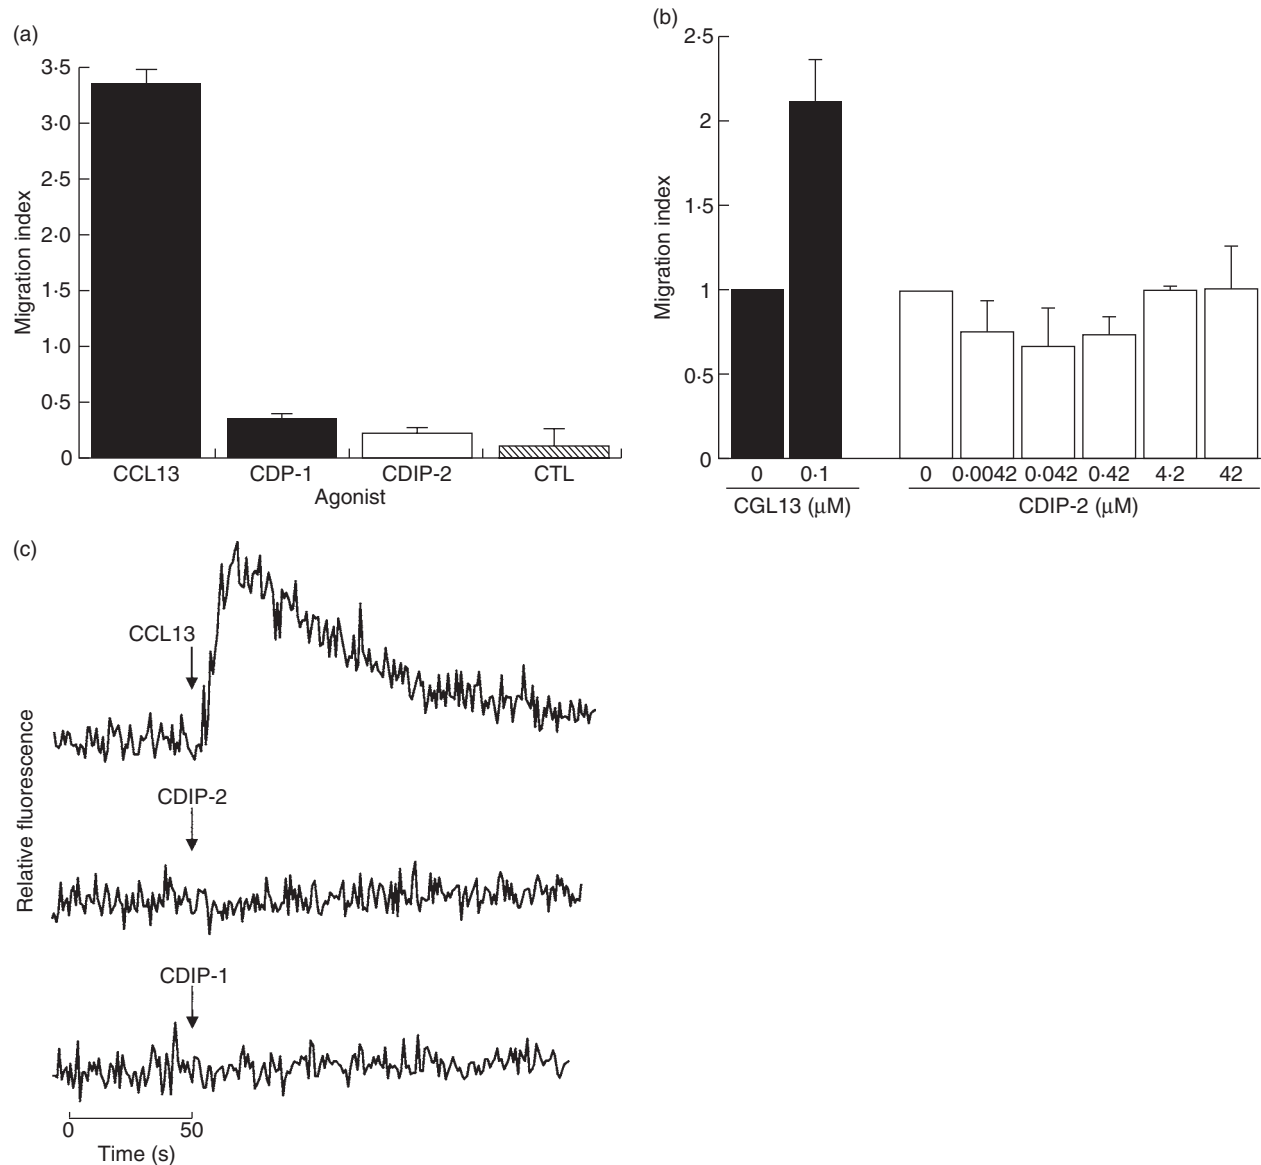 (a)
3·5
3·0
2·5
2·0
1·5
1·0
0·5
0
Migration index
CCL13 CDP-1 CDIP-2 CTL
Agonist
(b)
2·5
2
1·5
1
0·5
0
Migration index
0 0·1 0 0·0042 0·042 0·42 4·2 42
CGL13 (μM) CDIP-2 (μM)
(c)
CCL13
CDIP-2
CDIP-1
Relative fluorescence
0 50
Time (s)